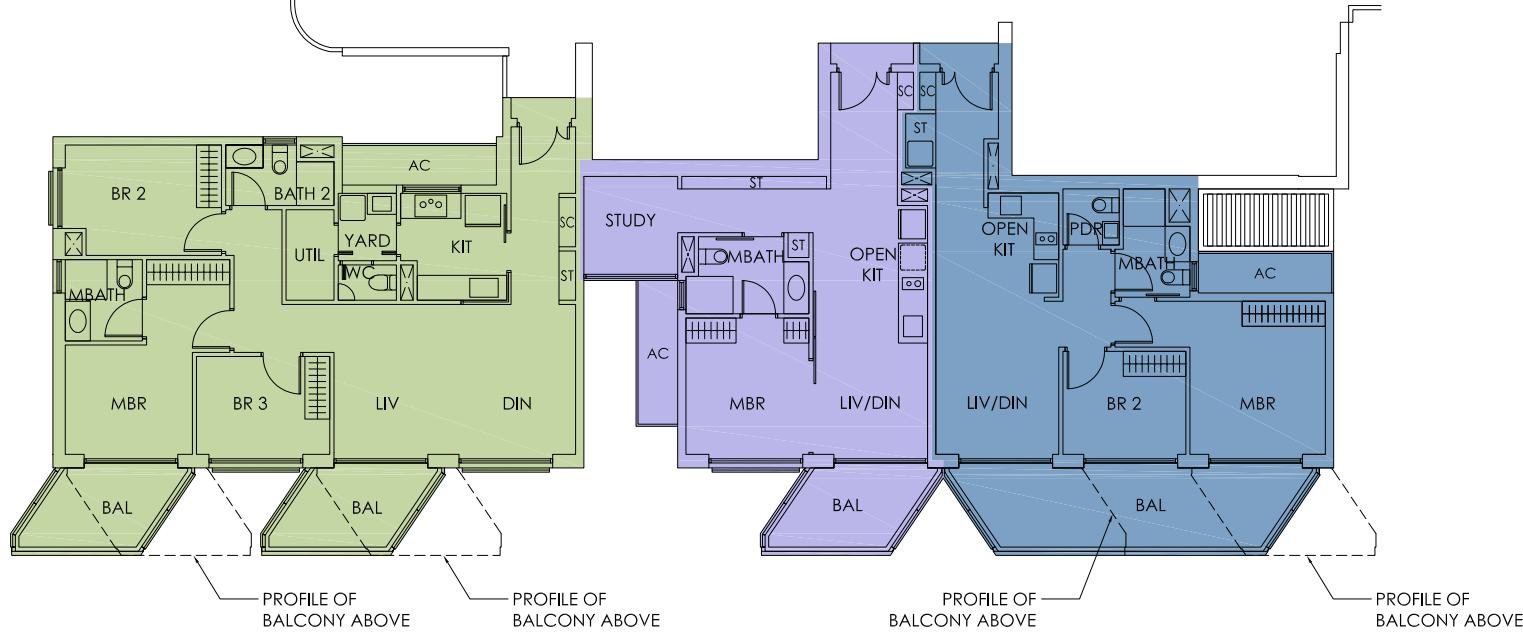 SC
SC
ST
AC
ST
BR 2
BATH 2
STUDY
SC
UTIL
YARD
KIT
OPEN
KIT
OPEN
KIT
PDR
ST
MBATH
MBATH
WC
ST
AC
MBATH
AC
MBR
BR 3
LIV
DIN
MBR
LIV/DIN
LIV/DIN
BR 2
MBR
BAL
BAL
BAL
BAL
PROFILE OF
BALCONY ABOVE
PROFILE OF
BALCONY ABOVE
PROFILE OF
BALCONY ABOVE
PROFILE OF
BALCONY ABOVE